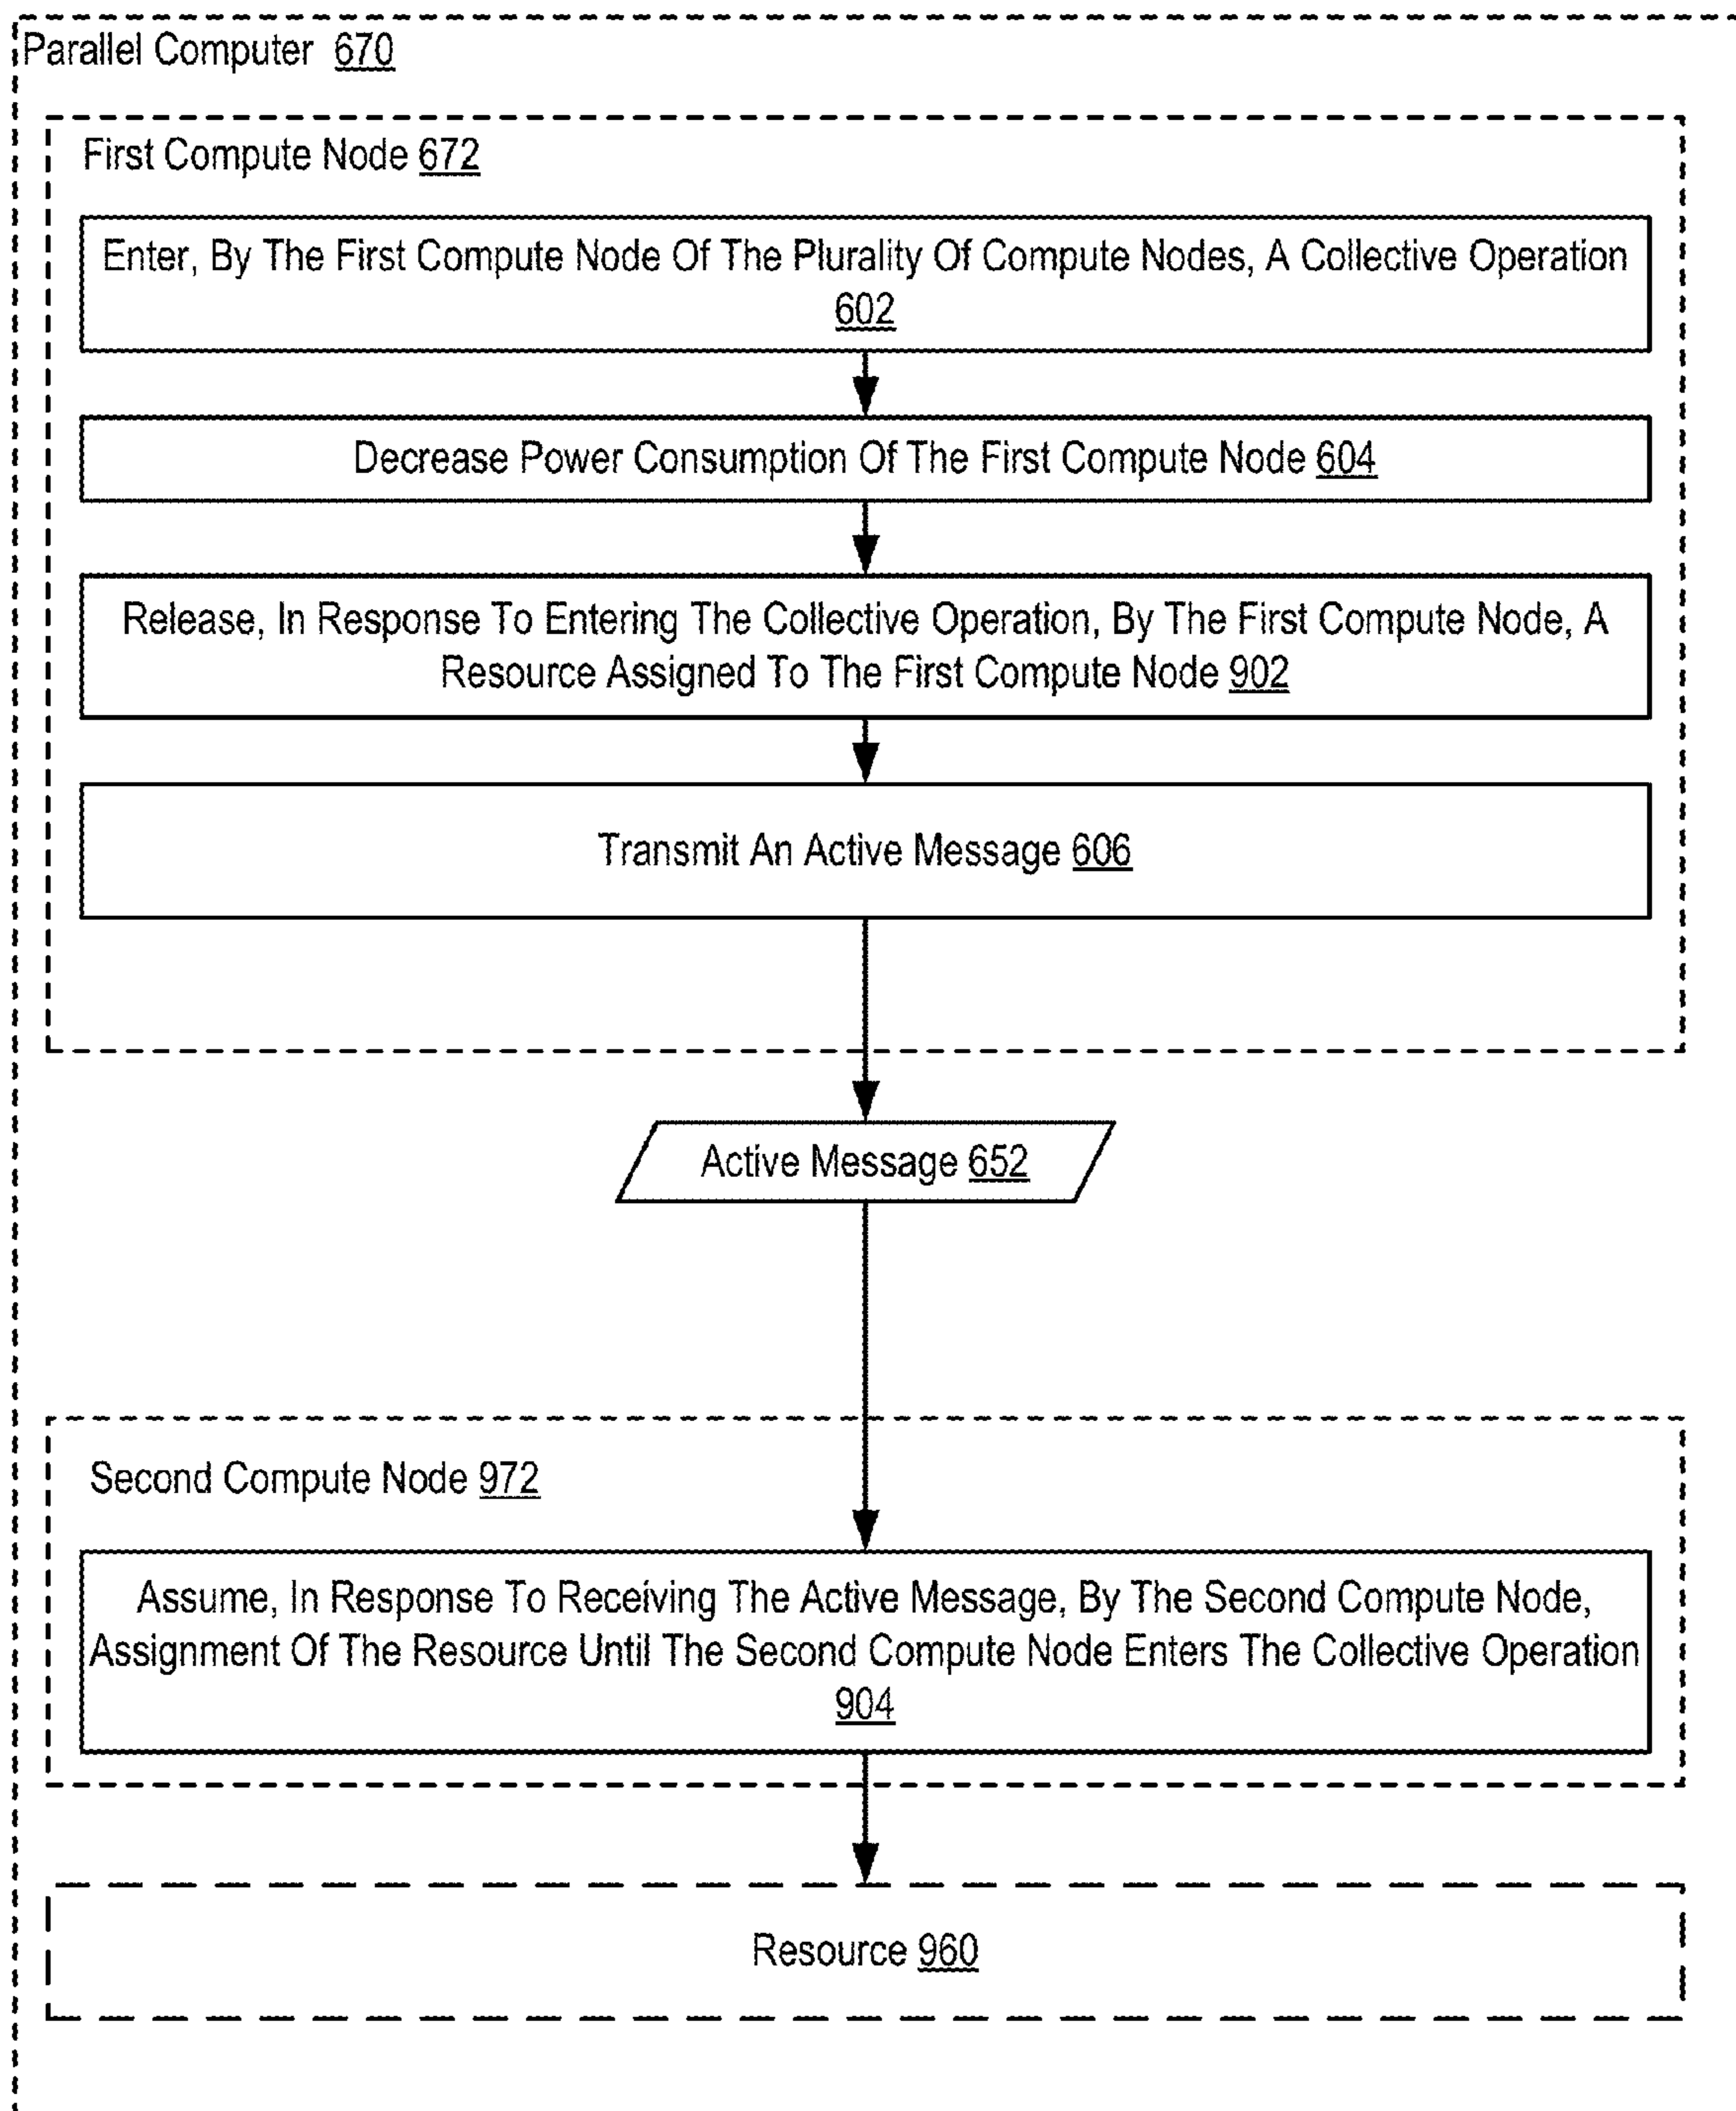 Parallel Computer 670
First Compute Node 672
Enter, By The First Compute Node Of The Plurality Of Compute Nodes, A Collective Operation
602
Decrease Power Consumption Of The First Compute Node 604
Release, In Response To Entering The Collective Operation, By The First Compute Node, A
Resource Assigned To The First Compute Node 902
Transmit An Active Message 606
Active Message 652
Second Compute Node 972
Assume, In Response To Receiving The Active Message, By The Second Compute Node,
Assignment Of The Resource Until The Second Compute Node Enters The Collective Operation
904
Resource 960